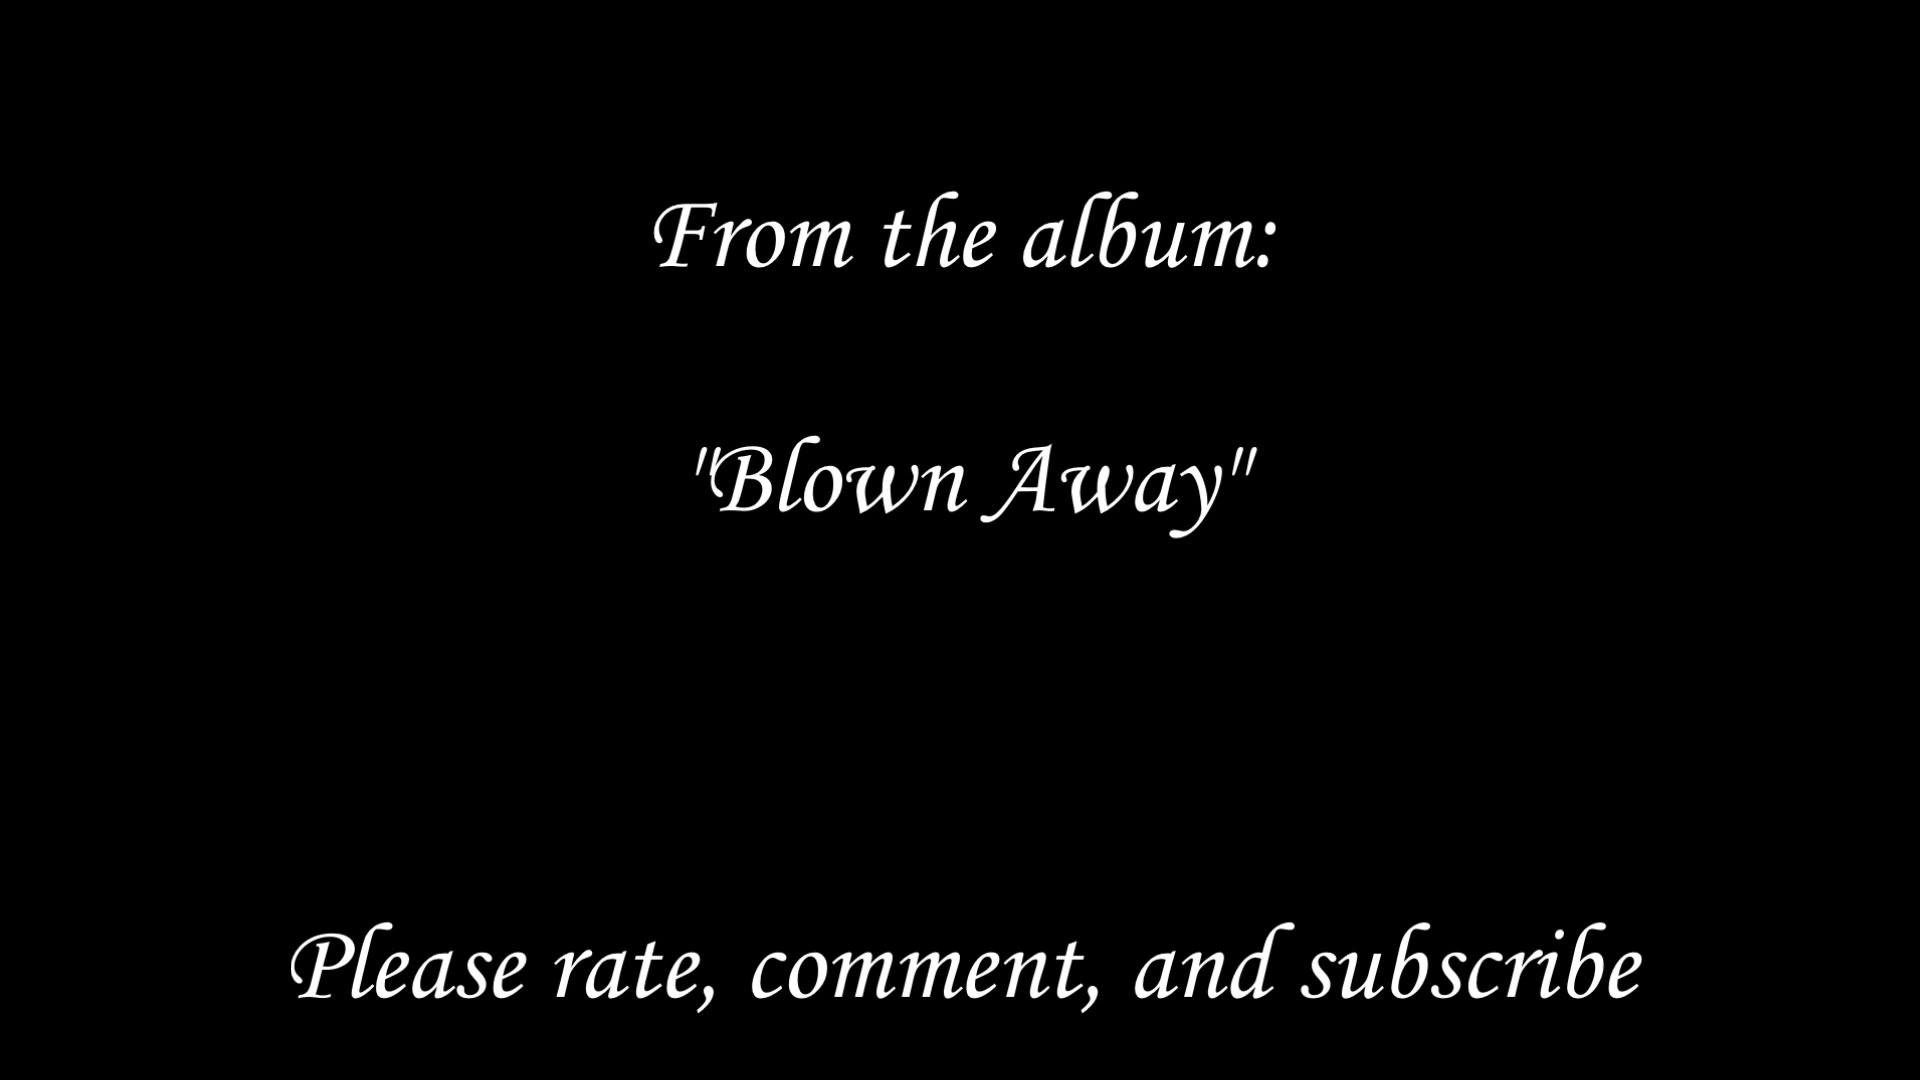 From the album:
"Blown Away"
Please rate, comment, and subscribe